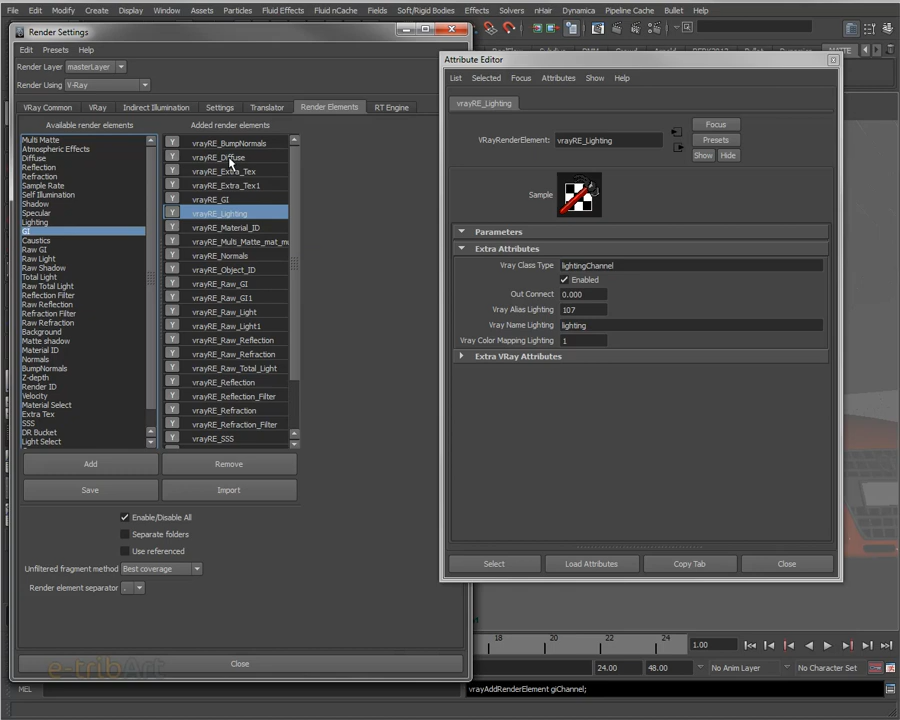 File Edit Modify Create Display Window Assets Particles Fluid Effects Fluid nCache Fields Soft/Rigid Bodies Effects Solvers nHair Dynamica Pipeline Cache Bullet Help
Render Settings
Edit Presets Help
Render Layer masterLayer
Render Using V-Ray
VRay Common VRay Indirect Illumination Settings Translator Render Elements RT Engine
Available render elements
Multi Matte
Atmospheric Effects
Diffuse
Reflection
Refraction
Sample Rate
Self Illumination
Shadow
Specular
Lighting
GI
Caustics
Raw GI
Raw Light
Raw Shadow
Total Light
Raw Total Light
Reflection Filter
Raw Reflection
Refraction Filter
Raw Refraction
Background
Matte shadow
Material ID
Normals
BumpNormals
Z-depth
Render ID
Velocity
Material Select
Extra Tex
SSS
DR Bucket
Light Select
Added render elements
Y vrayRE_BumpNormals
Y vrayRE_Diffuse
Y vrayRE_Extra_Tex
Y vrayRE_Extra_Tex1
Y vrayRE_GI
Y vrayRE_Lighting
Y vrayRE_Material_ID
Y vrayRE_Multi_Matte_mat_mu
Y vrayRE_Normals
Y vrayRE_Object_ID
Y vrayRE_Raw_GI
Y vrayRE_Raw_GI1
Y vrayRE_Raw_Light
Y vrayRE_Raw_Light1
Y vrayRE_Raw_Reflection
Y vrayRE_Raw_Refraction
Y vrayRE_Raw_Total_Light
Y vrayRE_Reflection
Y vrayRE_Reflection_Filter
Y vrayRE_Refraction
Y vrayRE_Refraction_Filter
Y vrayRE_SSS
Add Remove
Save Import
Enable/Disable All
Separate folders
Use referenced
Unfiltered fragment method Best coverage
Render element separator .
Close
e-tribArt
Attribute Editor
List Selected Focus Attributes Show Help
vrayRE_Lighting
VRayRenderElement: vrayRE_Lighting
Focus
Presets
Show Hide
Sample
Parameters
Extra Attributes
Vray Class Type lightingChannel
Enabled
Out Connect 0.000
Vray Alias Lighting 107
Vray Name Lighting lighting
Vray Color Mapping Lighting 1
Extra VRay Attributes
Select Load Attributes Copy Tab Close
18 20 22 24 1.00
24.00 48.00 No Anim Layer No Character Set
MEL vrayAddRenderElement giChannel;